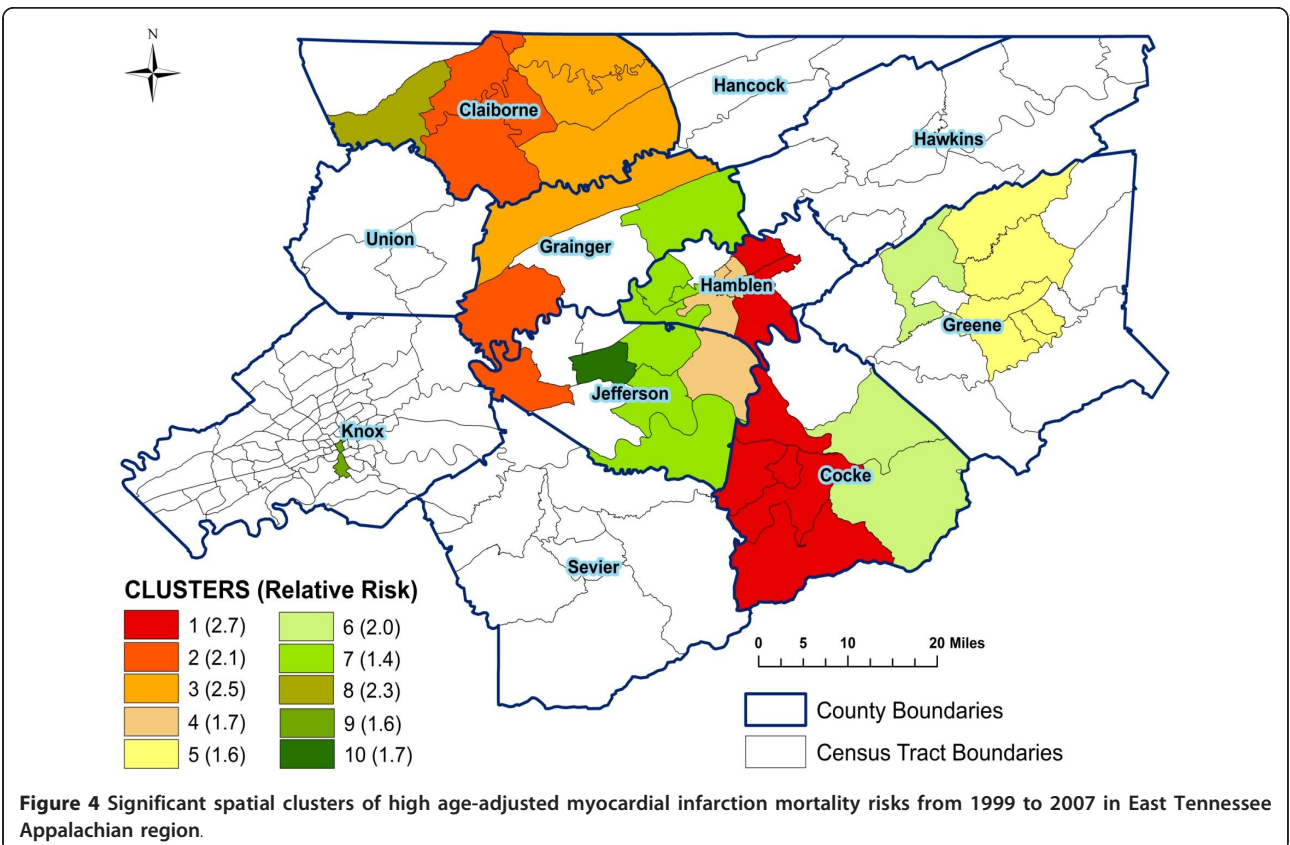 N
Hancock
Claiborne
Hawkins
Union
Grainger
Hamblen
Greene
Jefferson
Knox
Cocke
Sevier
CLUSTERS (Relative Risk)
1 (2.7)
2 (2.1)
3 (2.5)
4 (1.7)
5 (1.6)
6 (2.0)
7 (1.4)
8 (2.3)
9 (1.6)
10 (1.7)
0 5 10 20 Miles
County Boundaries
Census Tract Boundaries
Figure 4 Significant spatial clusters of high age-adjusted myocardial infarction mortality risks from 1999 to 2007 in East Tennessee
Appalachian region.